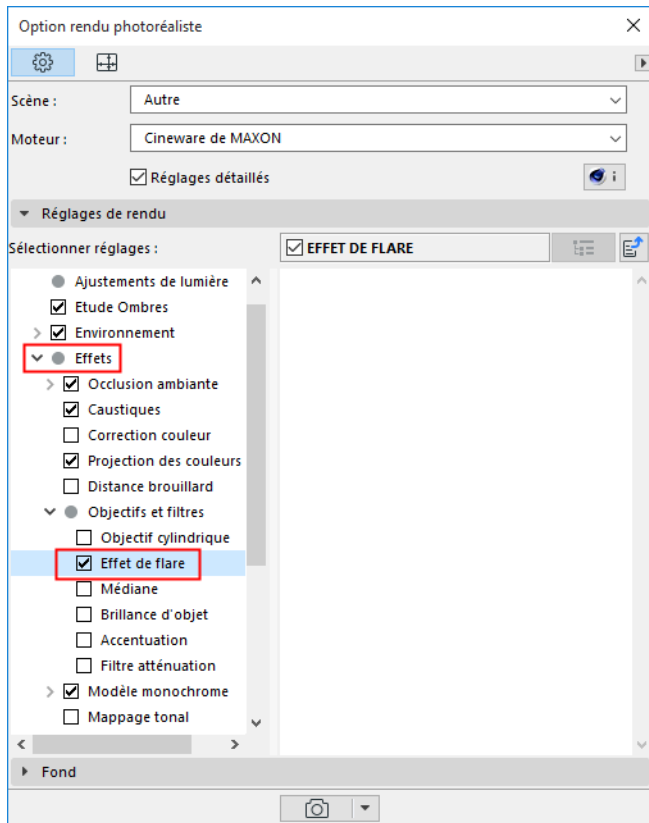 Option rendu photoréaliste
Scène :
Autre
Moteur :
Cineware de MAXON
Réglages détaillés
i
Réglages de rendu
Sélectionner réglages :
EFFET DE FLARE
Ajustements de lumière
Etude Ombres
Environnement
Effets
Occlusion ambiante
Caustiques
Correction couleur
Projection des couleurs
Distance brouillard
Objectifs et filtres
Objectif cylindrique
Effet de flare
Médiane
Brillance d'objet
Accentuation
Filtre atténuation
Modèle monochrome
Mappage tonal
Fond